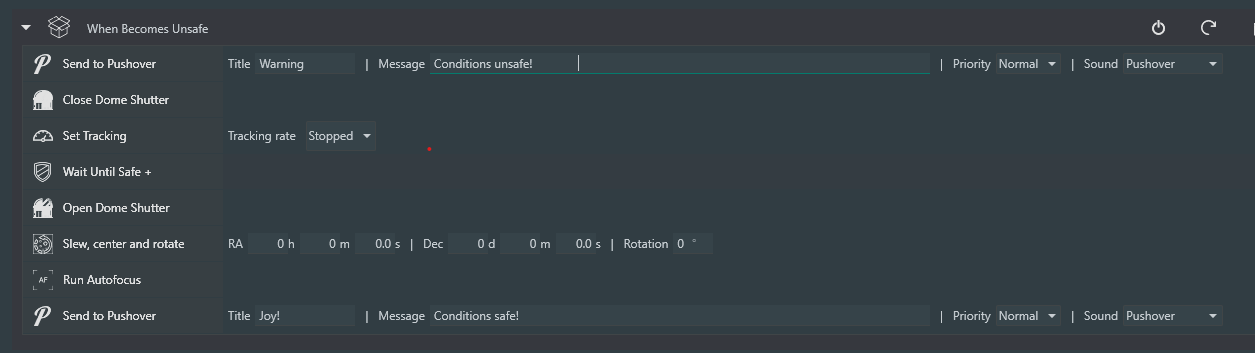 When Becomes Unsafe
Send to Pushover Title Warning | Message Conditions unsafe! | Priority Normal | Sound Pushover
Close Dome Shutter
Set Tracking Tracking rate Stopped
Wait Until Safe +
Open Dome Shutter
Slew, center and rotate RA 0 h 0 m 0.0 s | Dec 0 d 0 m 0.0 s | Rotation 0 °
AF Run Autofocus
Send to Pushover Title Joy! | Message Conditions safe! | Priority Normal | Sound Pushover